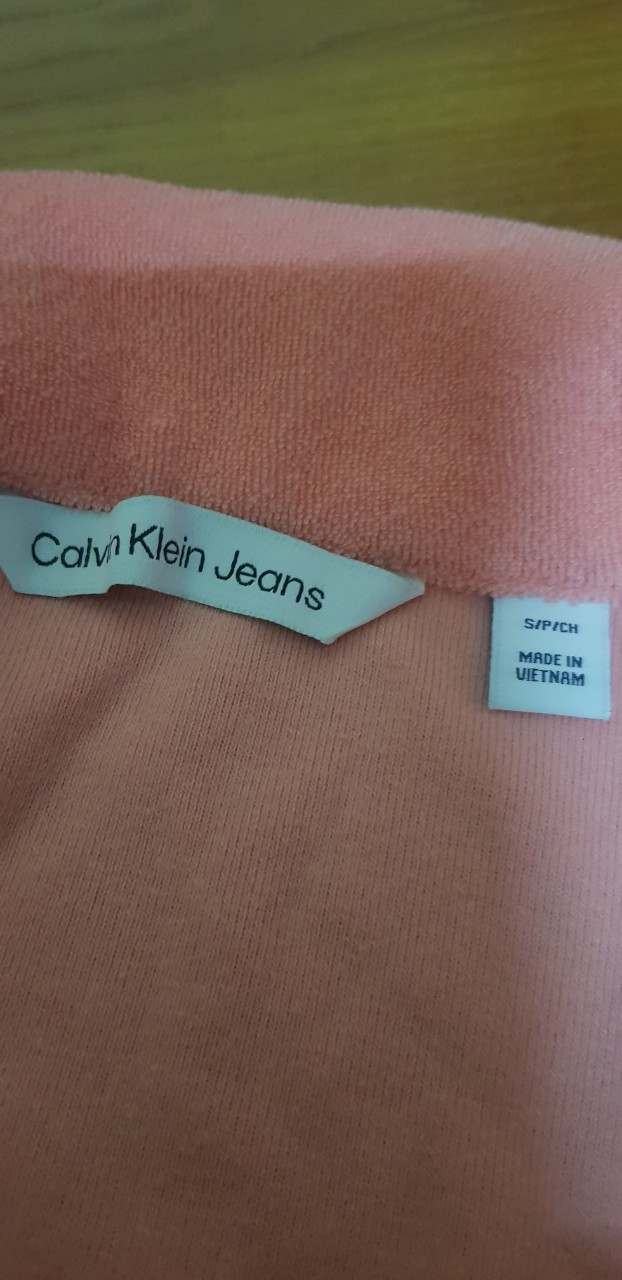 Calvin Klein Jeans
S/P/CH
MADE IN
VIETNAM